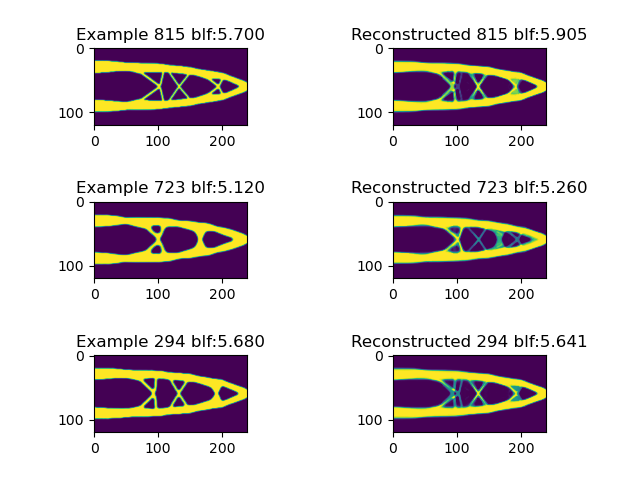 Example 815 blf:5.700
Reconstructed 815 blf:5.905
0
100
0 100 200
0
100
0 100 200
Example 723 blf:5.120
Reconstructed 723 blf:5.260
0
100
0 100 200
0
100
0 100 200
Example 294 blf:5.680
Reconstructed 294 blf:5.641
0
100
0 100 200
0
100
0 100 200